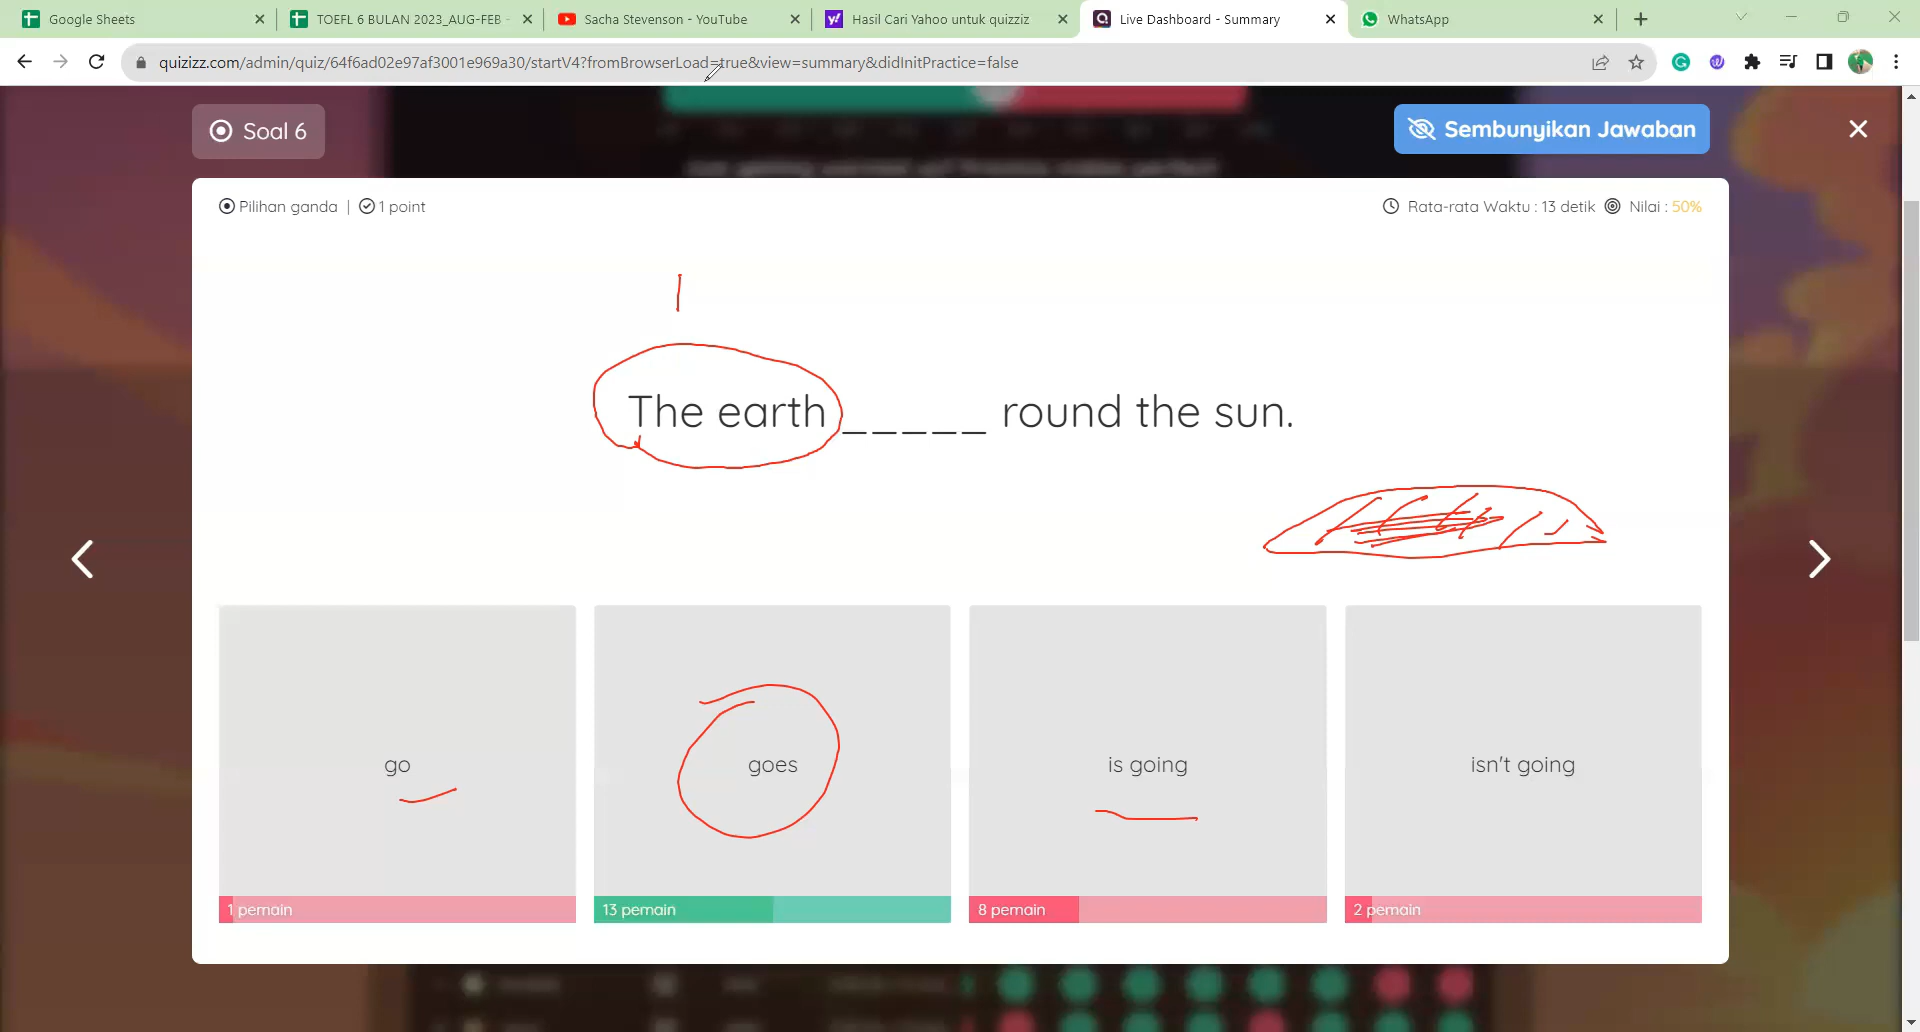 Google Sheets
TOEFL 6 BULAN 2023_AUG-FEB -
Sacha Stevenson - YouTube
Hasil Cari Yahoo untuk quizziz
Live Dashboard - Summary
WhatsApp
quizizz.com/admin/quiz/64f6ad02e97af3001e969a30/startV4?fromBrowserLoad=true&view=summary&didInitPractice=false
Soal 6
Sembunyikan Jawaban
Pilihan ganda | 1 point
Rata-rata Waktu : 13 detik Nilai : 50%
The earth _____ round the sun.
go
goes
is going
isn't going
1 pemain
13 pemain
8 pemain
2 pemain